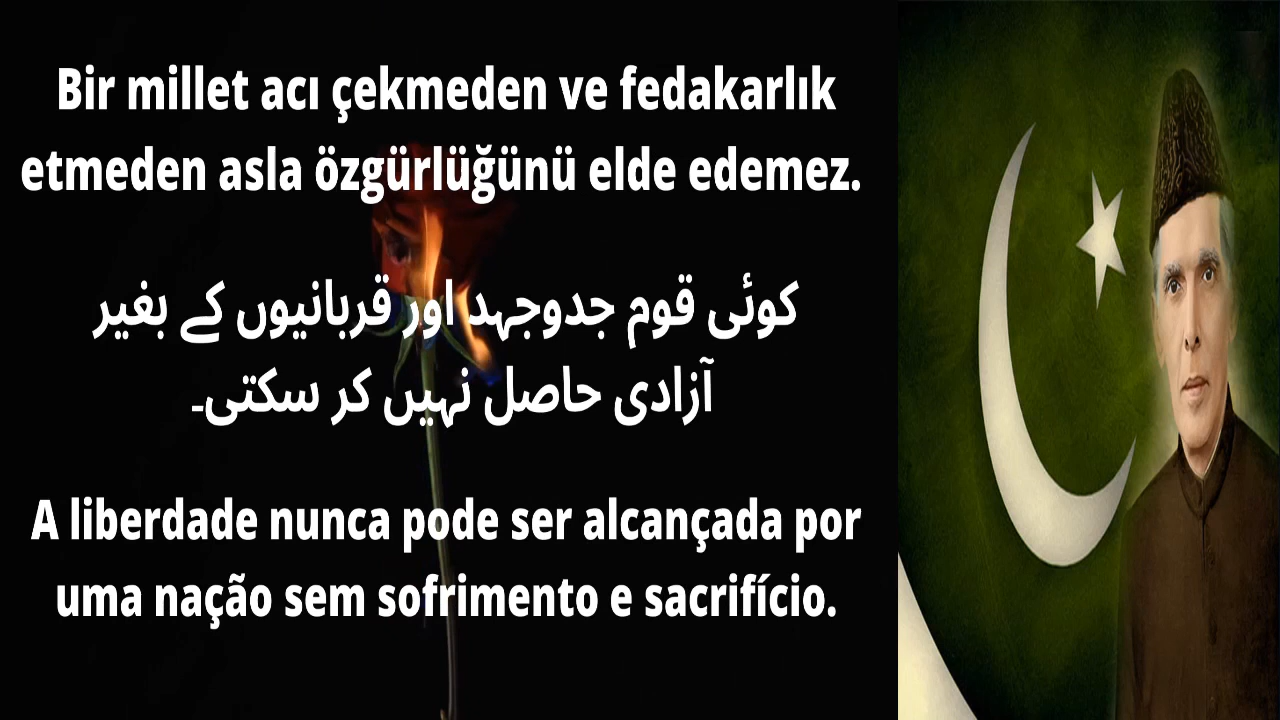 Bir millet acı çekmeden ve fedakarlık
etmeden asla özgürlüğünü elde edemez.
کوئی قوم جدوجہد اور قربانیوں کے بغیر
آزادی حاصل نہیں کر سکتی۔
A liberdade nunca pode ser alcançada por
uma nação sem sofrimento e sacrifício.